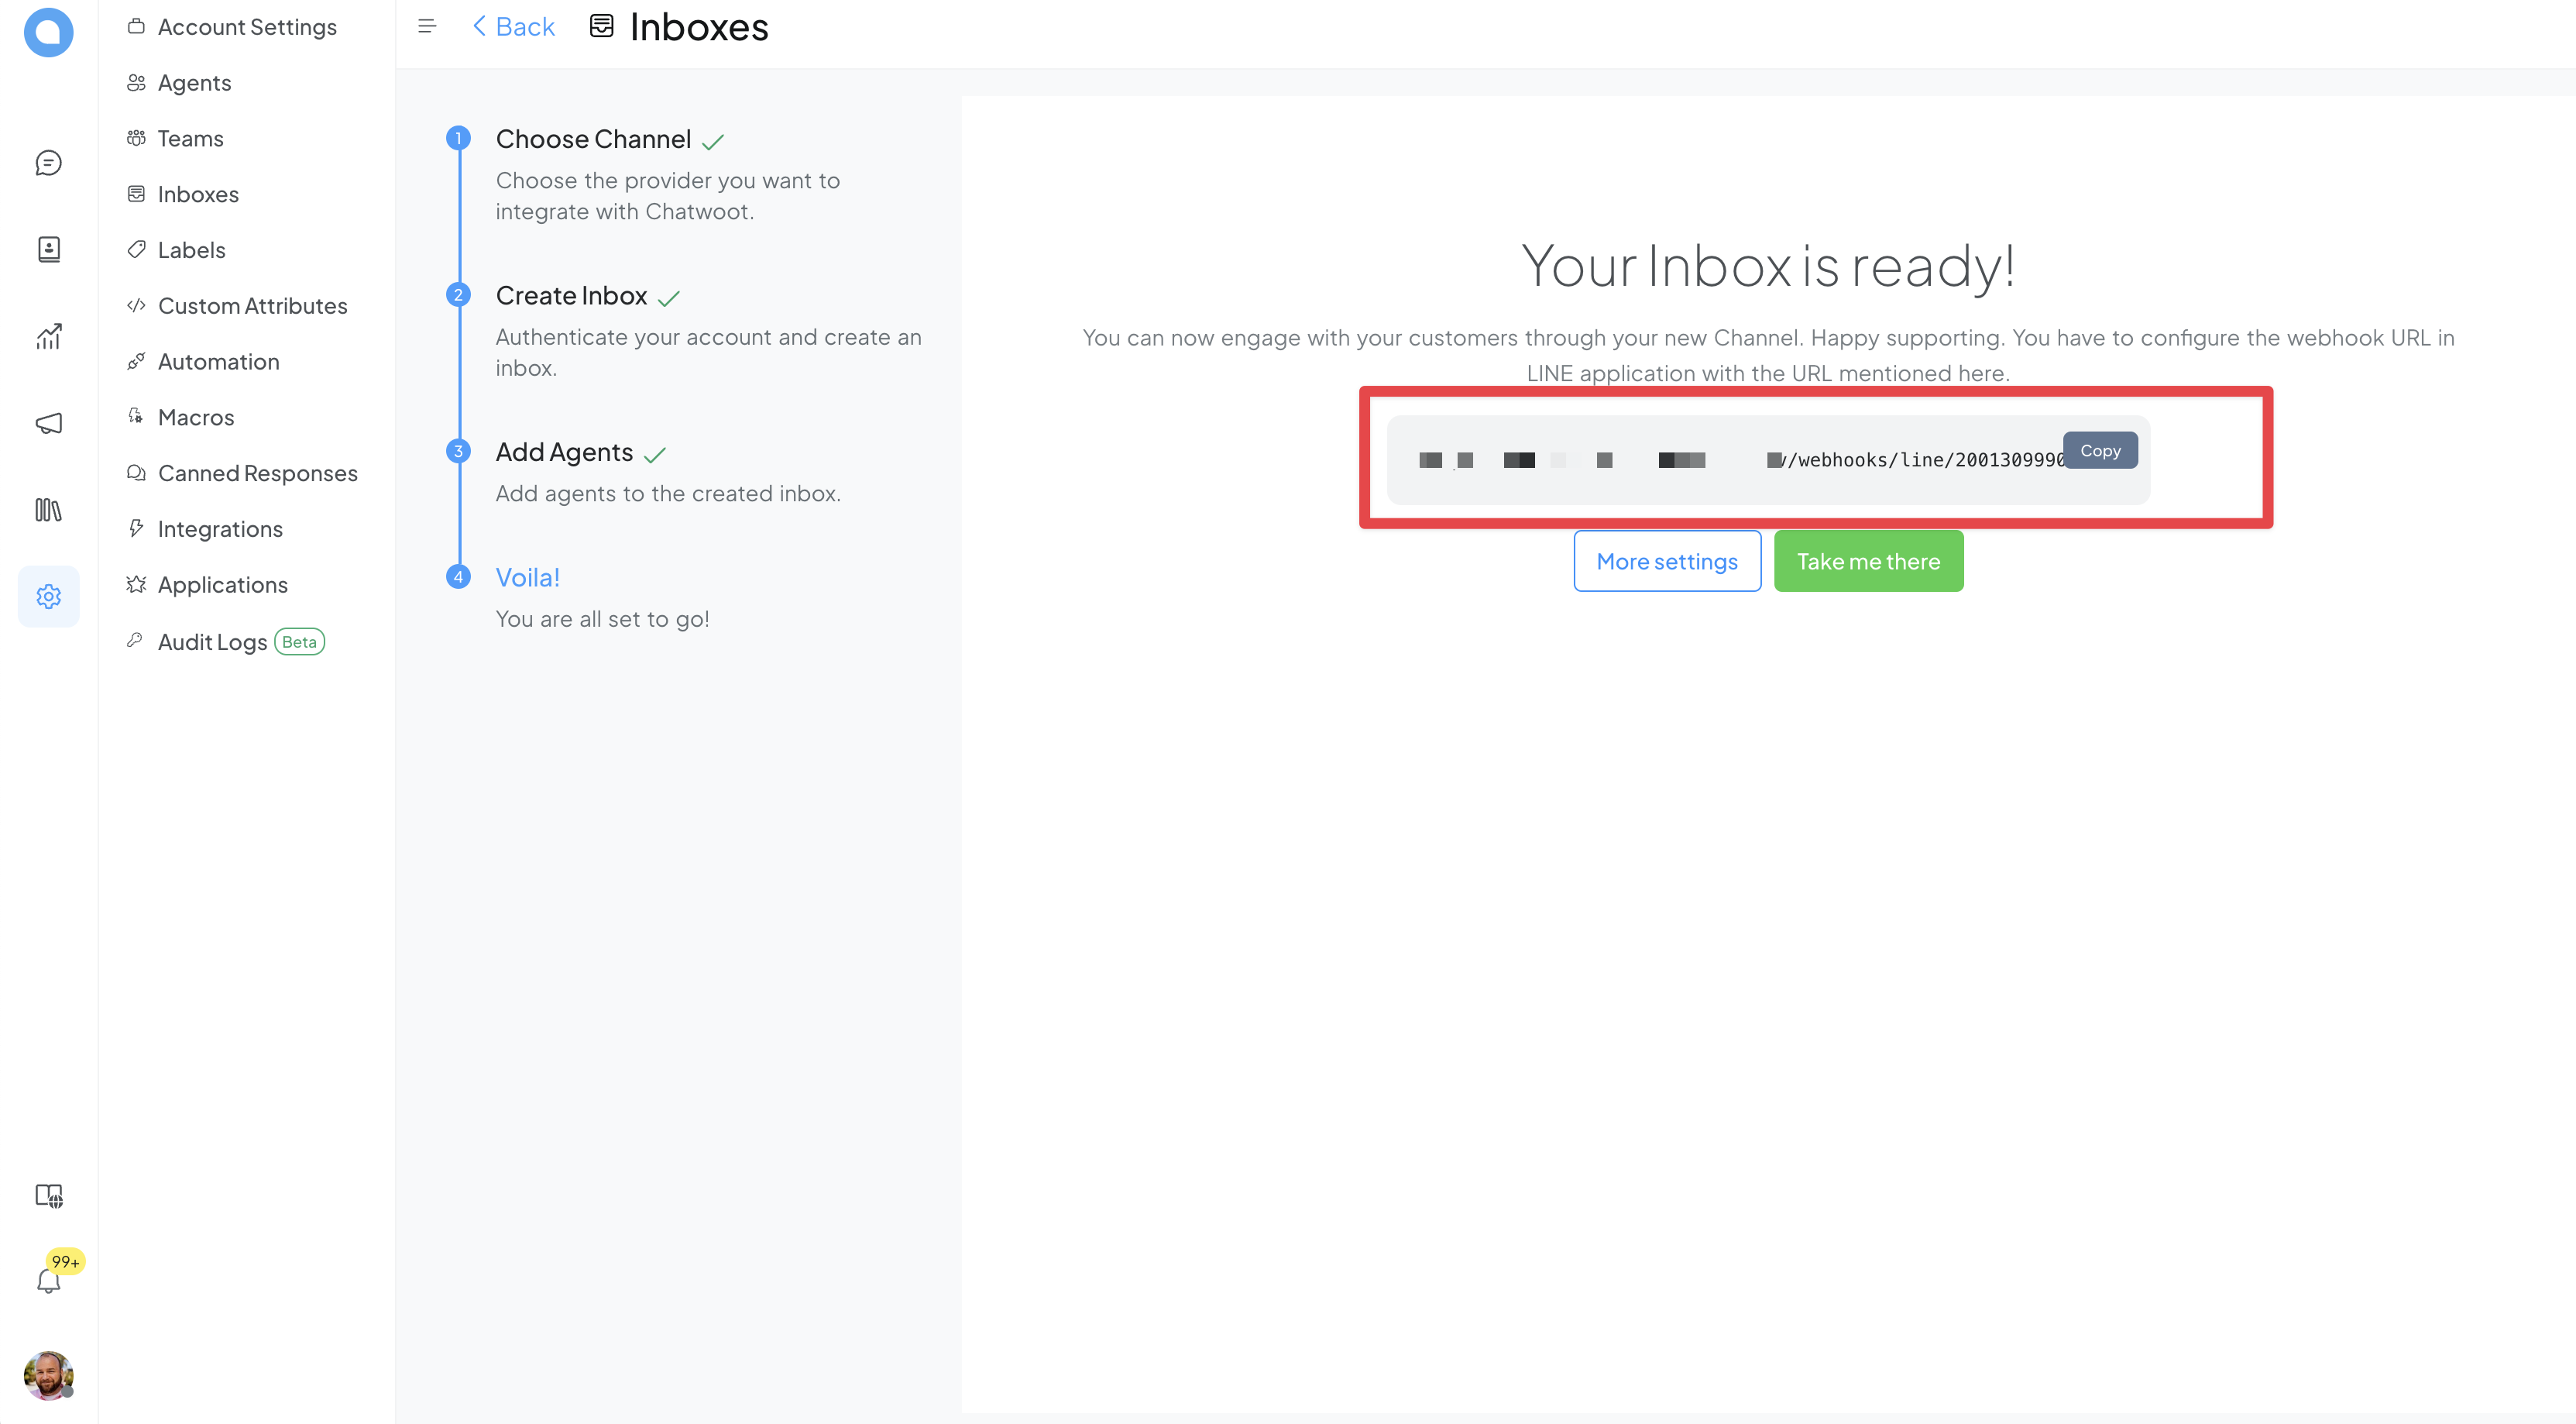 Account Settings
Agents
Teams
Inboxes
Labels
Custom Attributes
Automation
Macros
Canned Responses
Integrations
Applications
Audit Logs Beta
99+
Back
Inboxes
1
Choose Channel
Choose the provider you want to
integrate with Chatwoot.
2
Create Inbox
Authenticate your account and create an
inbox.
3
Add Agents
Add agents to the created inbox.
4
Voila!
You are all set to go!
Your Inbox is ready!
You can now engage with your customers through your new Channel. Happy supporting. You have to configure the webhook URL in
LINE application with the URL mentioned here.
/webhooks/line/2001309990
Copy
More settings
Take me there